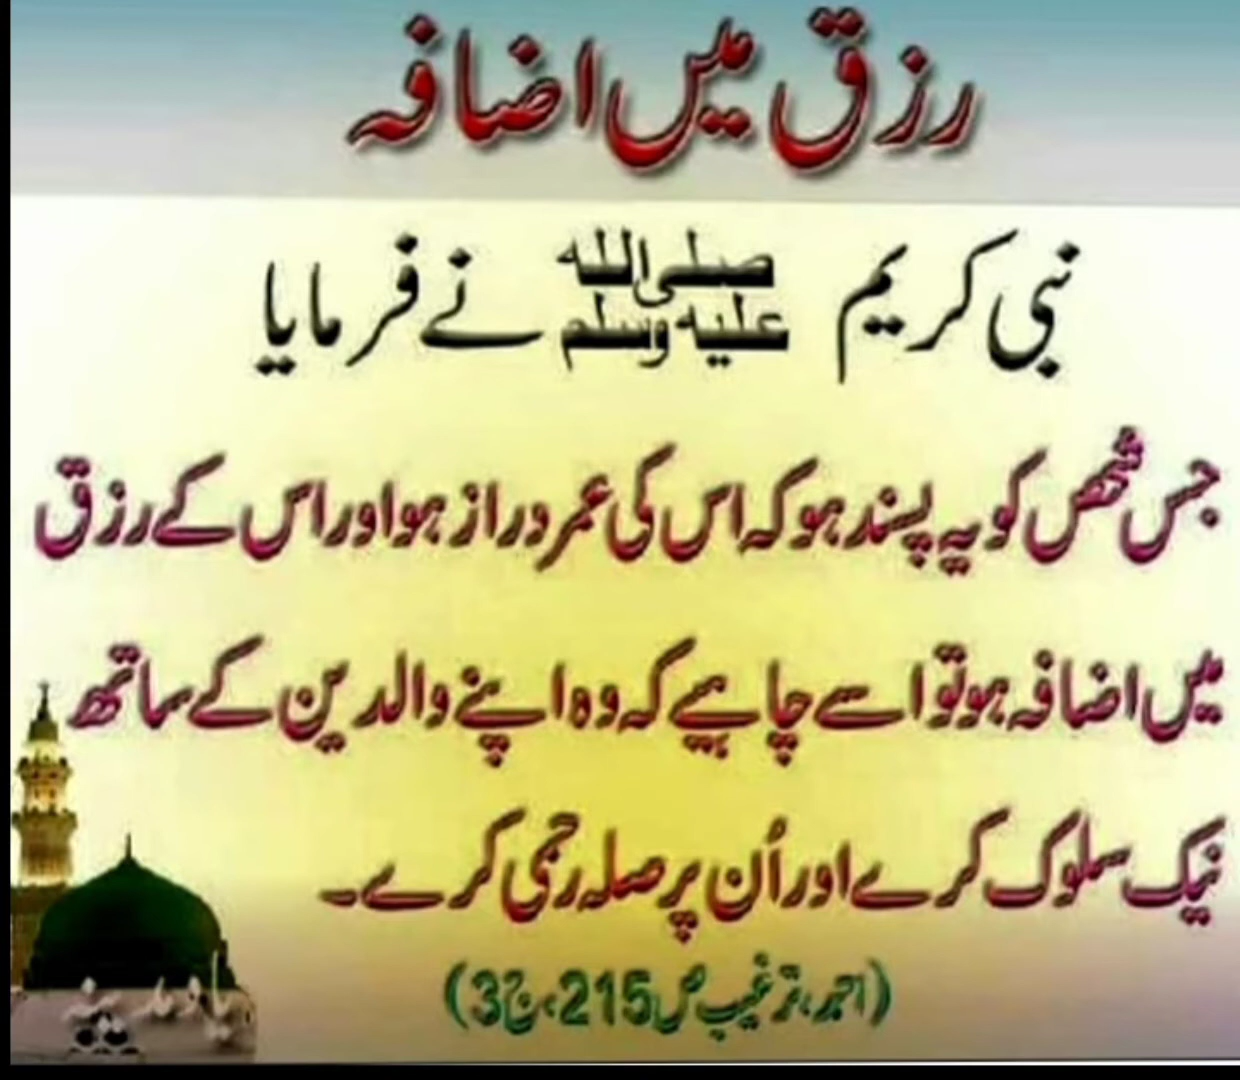 رزق میں اضافہ
نبی کریم صلی اللہ علیہ وسلم نے فرمایا
جس شخص کو یہ پسند ہو کہ اس کی عمر دراز ہو اور اس کے رزق
میں اضافہ ہو تو اسے چاہیے کہ وہ اپنے والدین کے ساتھ
نیک سلوک کرے اور اُن پر صلہ رحمی کرے۔
(احمد، ترغیب ص 215، ج 3)